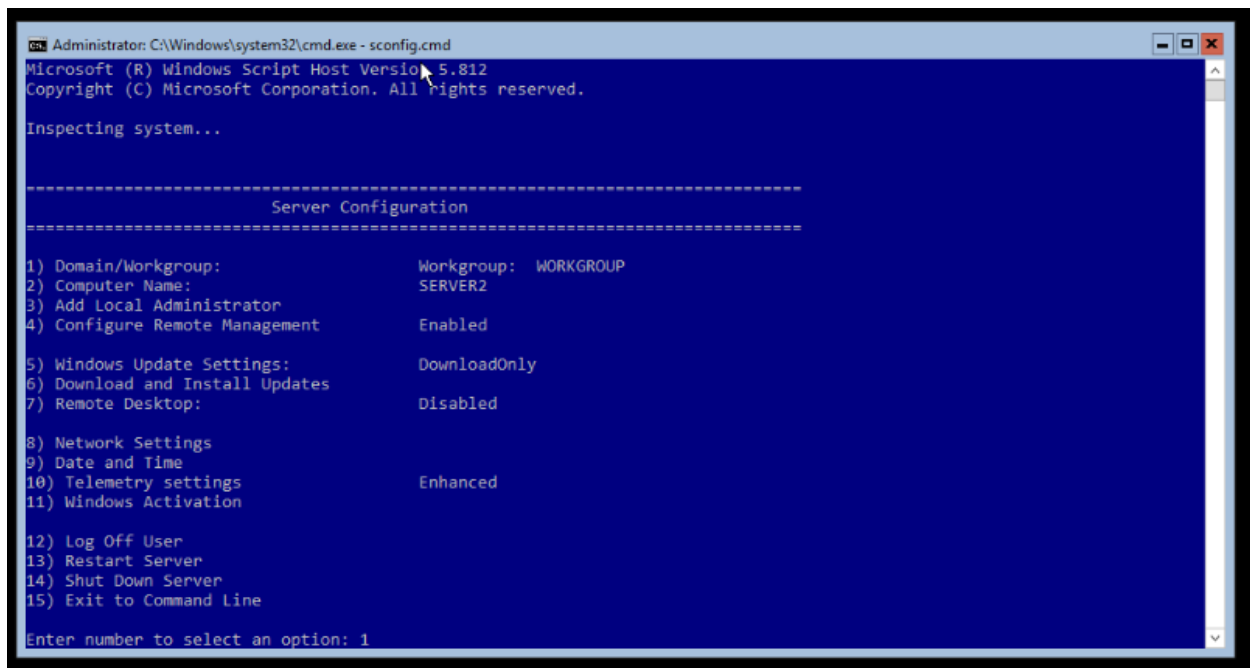 Administrator: C:\Windows\system32\cmd.exe - sconfig.cmd
Microsoft (R) Windows Script Host Version 5.812
Copyright (C) Microsoft Corporation. All rights reserved.
Inspecting system...
===============================================================================
Server Configuration
===============================================================================
1) Domain/Workgroup: Workgroup: WORKGROUP
2) Computer Name: SERVER2
3) Add Local Administrator
4) Configure Remote Management Enabled
5) Windows Update Settings: DownloadOnly
6) Download and Install Updates
7) Remote Desktop: Disabled
8) Network Settings
9) Date and Time
10) Telemetry settings Enhanced
11) Windows Activation
12) Log Off User
13) Restart Server
14) Shut Down Server
15) Exit to Command Line
Enter number to select an option: 1